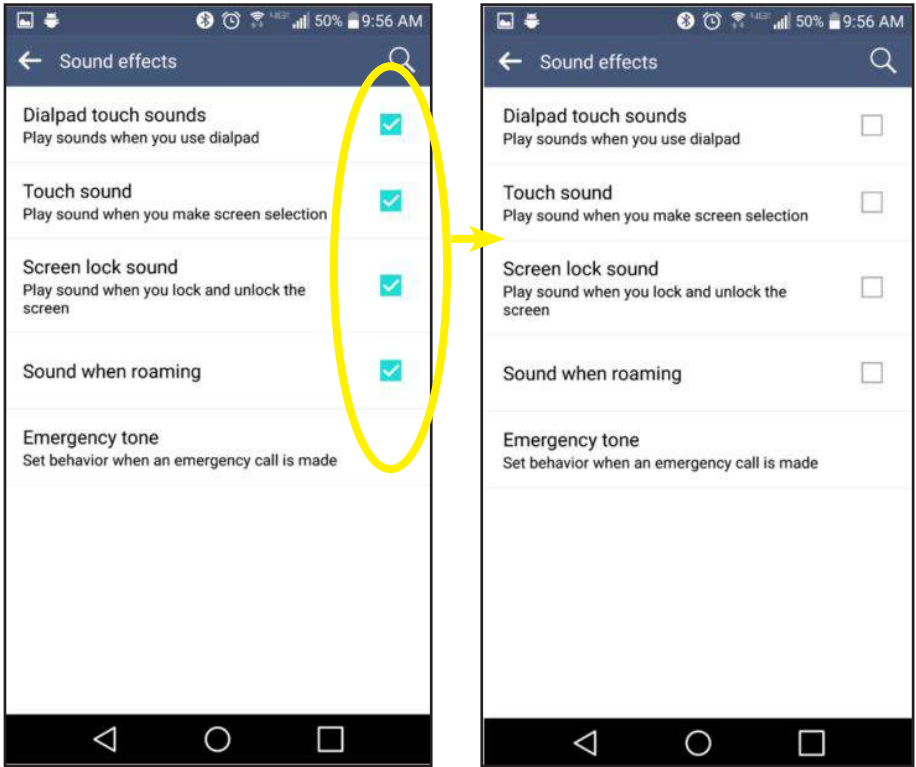 50% 9:56 AM
Sound effects
Dialpad touch sounds
Play sounds when you use dialpad
Touch sound
Play sound when you make screen selection
Screen lock sound
Play sound when you lock and unlock the
screen
Sound when roaming
Emergency tone
Set behavior when an emergency call is made
50% 9:56 AM
Sound effects
Dialpad touch sounds
Play sounds when you use dialpad
Touch sound
Play sound when you make screen selection
Screen lock sound
Play sound when you lock and unlock the
screen
Sound when roaming
Emergency tone
Set behavior when an emergency call is made